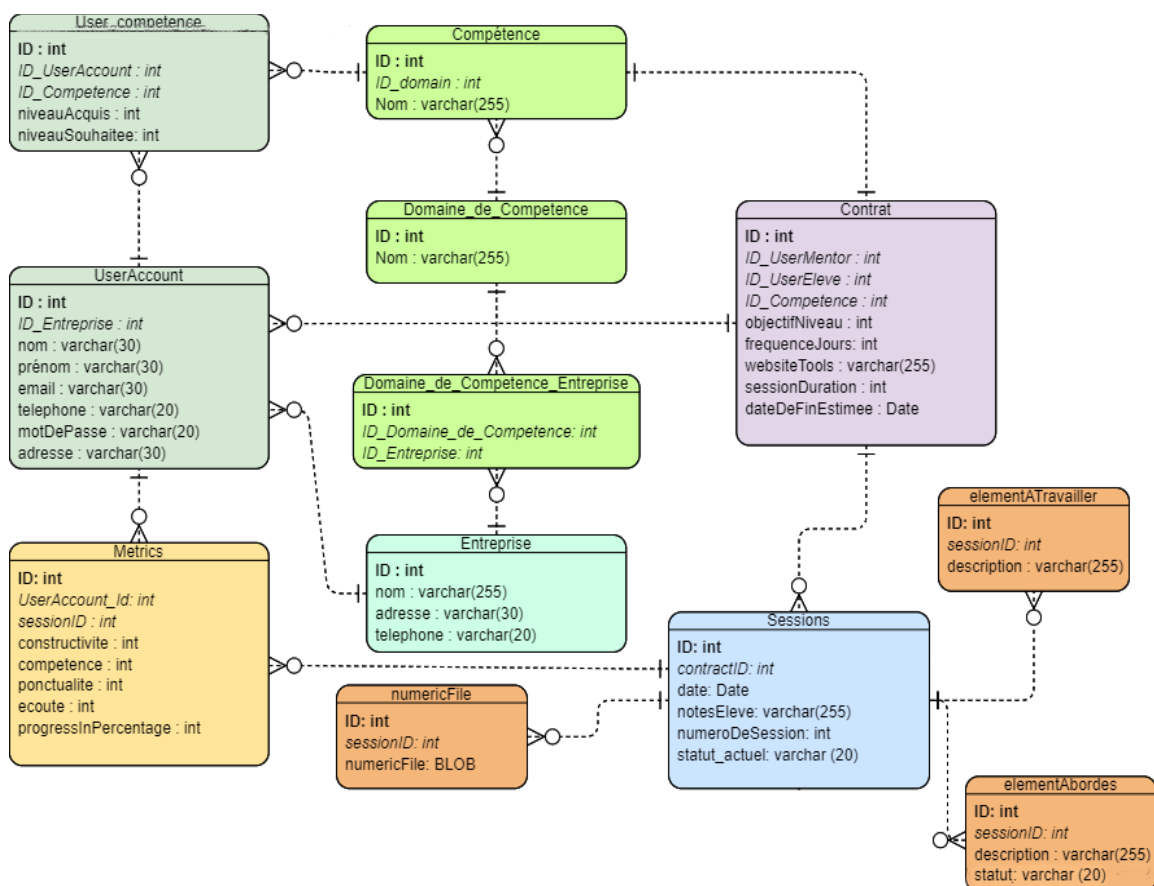 User_competence
ID : int
ID_UserAccount : int
ID_Competence : int
niveauAcquis : int
niveauSouhaitee: int
Compétence
ID : int
ID_domain : int
Nom : varchar(255)
Domaine_de_Competence
ID : int
Nom : varchar(255)
Contrat
ID : int
ID_UserMentor : int
ID_UserEleve : int
ID_Competence : int
objectifNiveau : int
frequenceJours: int
websiteTools : varchar(255)
sessionDuration : int
dateDeFinEstimee : Date
UserAccount
ID : int
ID_Entreprise : int
nom : varchar(30)
prénom : varchar(30)
email : varchar(30)
telephone : varchar(20)
motDePasse : varchar(20)
adresse : varchar(30)
Domaine_de_Competence_Entreprise
ID : int
ID_Domaine_de_Competence: int
ID_Entreprise: int
Entreprise
ID : int
nom : varchar(255)
adresse : varchar(30)
telephone : varchar(20)
elementATravailler
ID: int
sessionID: int
description : varchar(255)
Metrics
ID: int
UserAccount_Id: int
sessionID : int
constructivite : int
competence : int
ponctualite : int
ecoute : int
progressInPercentage : int
Sessions
ID: int
contractID: int
date: Date
notesEleve: varchar(255)
numeroDeSession: int
statut_actuel: varchar (20)
numericFile
ID: int
sessionID: int
numericFile: BLOB
elementAbordes
ID: int
sessionID: int
description : varchar(255)
statut: varchar (20)